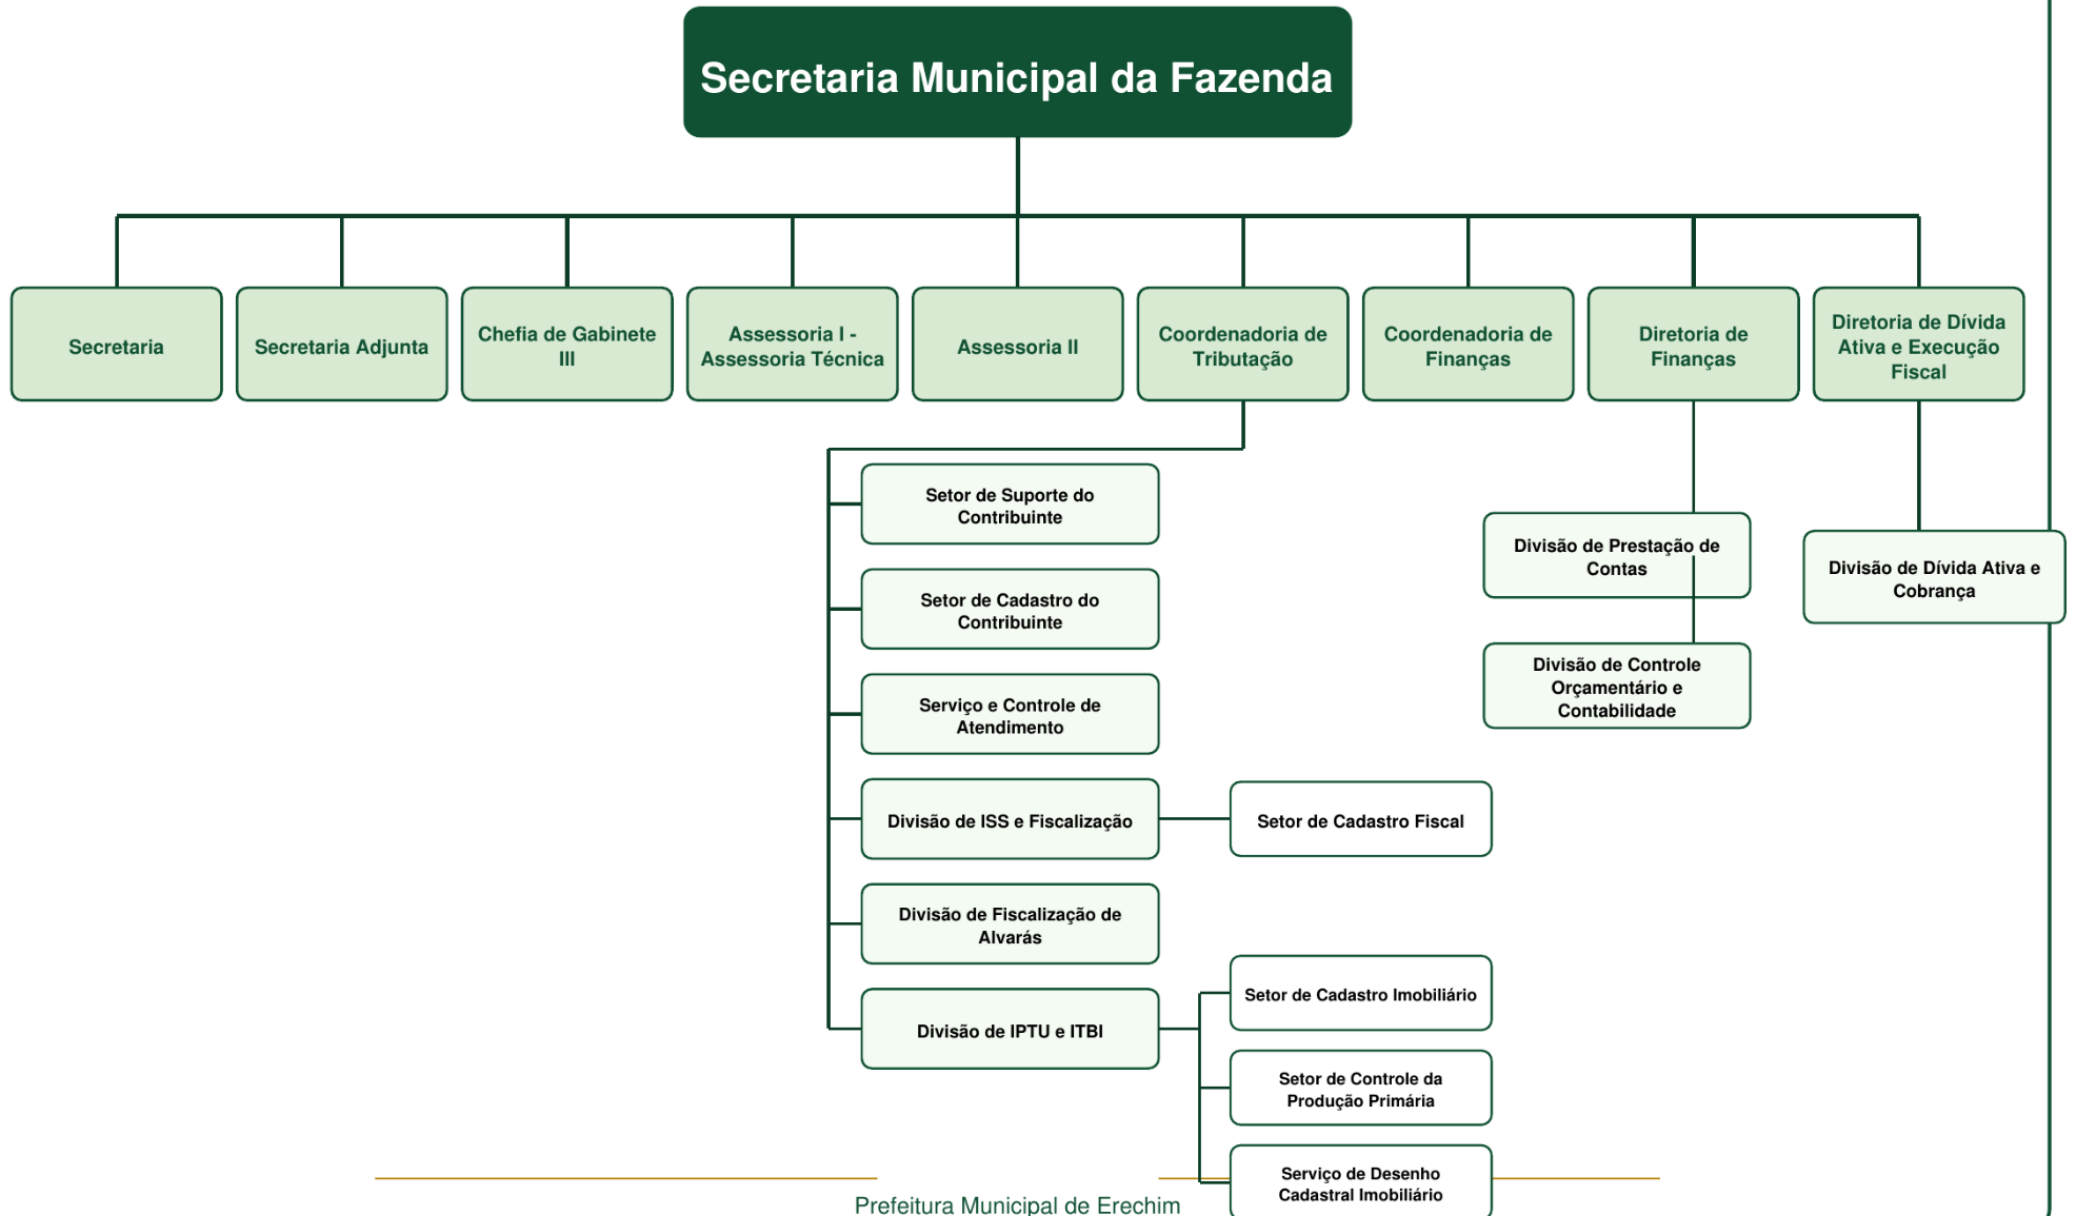 Secretaria Municipal da Fazenda
Secretaria
Secretaria Adjunta
Chefia de Gabinete
III
Assessoria I -
Assessoria Técnica
Assessoria II
Coordenadoria de
Tributação
Coordenadoria de
Finanças
Diretoria de
Finanças
Diretoria de Dívida
Ativa e Execução
Fiscal
Setor de Suporte do
Contribuinte
Setor de Cadastro do
Contribuinte
Serviço e Controle de
Atendimento
Divisão de ISS e Fiscalização
Setor de Cadastro Fiscal
Divisão de Fiscalização de
Alvarás
Divisão de IPTU e ITBI
Setor de Cadastro Imobiliário
Setor de Controle da
Produção Primária
Serviço de Desenho
Cadastral Imobiliário
Divisão de Prestação de
Contas
Divisão de Controle
Orçamentário e
Contabilidade
Divisão de Dívida Ativa e
Cobrança
Prefeitura Municipal de Erechim